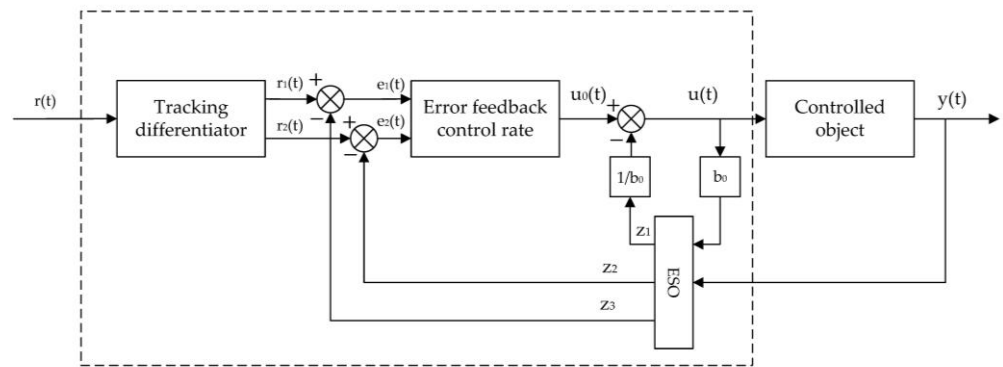 r(t)
Tracking
differentiator
r₁(t)
r₂(t)
+
−
+
−
e₁(t)
e₂(t)
Error feedback
control rate
u₀(t)
+
−
u(t)
Controlled
object
y(t)
1/b₀
b₀
z₁
z₂
z₃
ESO